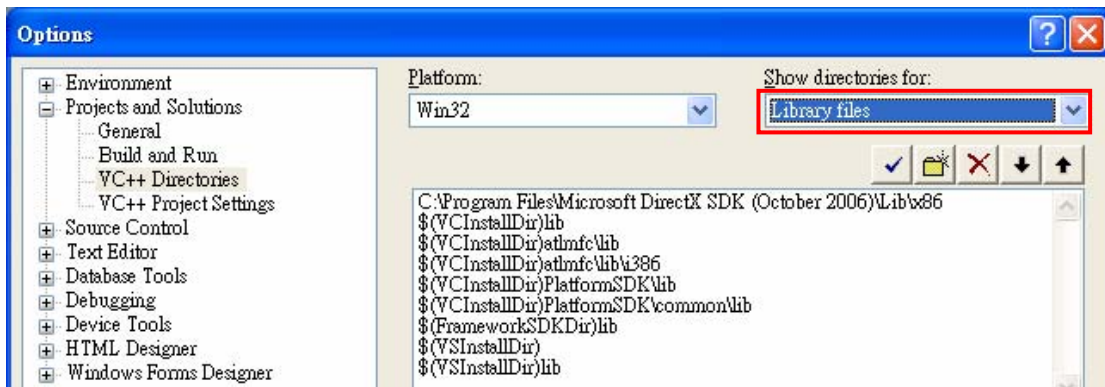 Options
Environment
Projects and Solutions
General
Build and Run
VC++ Directories
VC++ Project Settings
Source Control
Text Editor
Database Tools
Debugging
Device Tools
HTML Designer
Windows Forms Designer
Platform:
Win32
Show directories for:
Library files
C:\Program Files\Microsoft DirectX SDK (October 2006)\Lib\x86
$(VCInstallDir)lib
$(VCInstallDir)atlmfc\lib
$(VCInstallDir)atlmfc\lib\i386
$(VCInstallDir)PlatformSDK\lib
$(VCInstallDir)PlatformSDK\common\lib
$(FrameworkSDKDir)lib
$(VSInstallDir)
$(VSInstallDir)lib